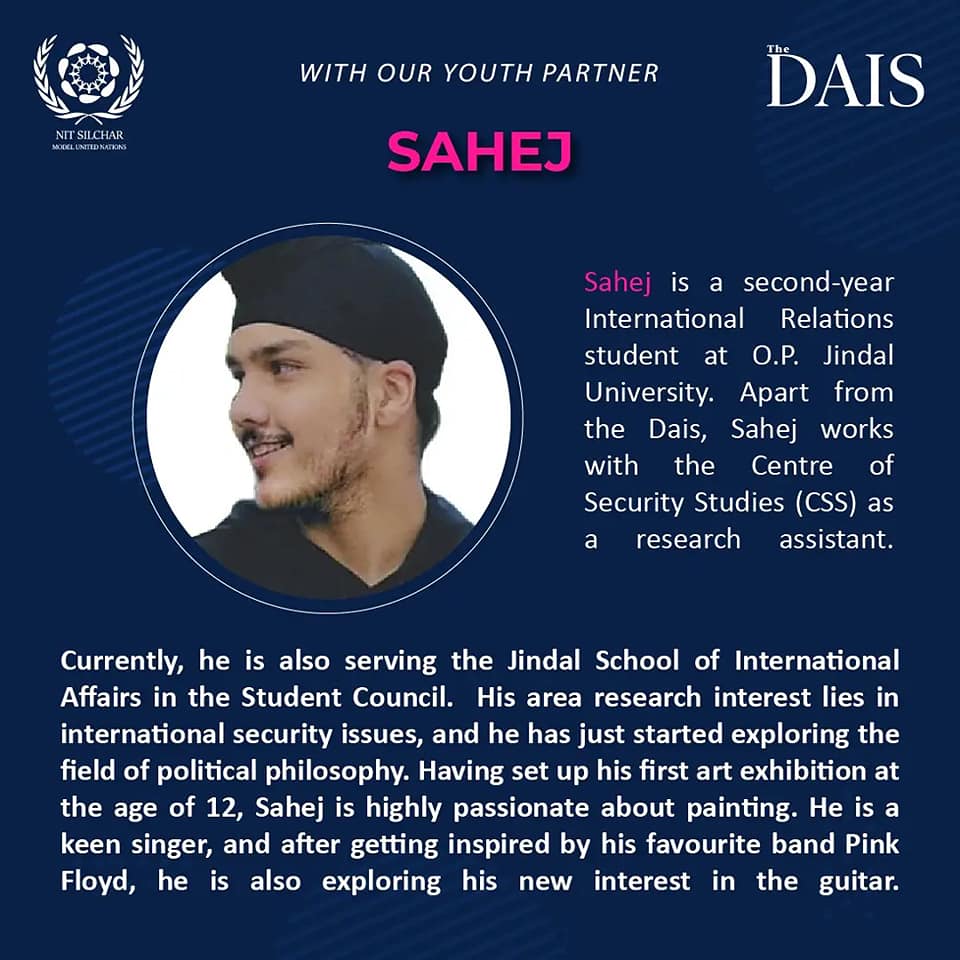 NIT SILCHAR
MODEL UNITED NATIONS
WITH OUR YOUTH PARTNER
The
DAIS
SAHEJ
Sahej is a second-year
International Relations
student at O.P. Jindal
University. Apart from
the Dais, Sahej works
with the Centre of
Security Studies (CSS) as
a research assistant.
Currently, he is also serving the Jindal School of International
Affairs in the Student Council. His area research interest lies in
international security issues, and he has just started exploring the
field of political philosophy. Having set up his first art exhibition at
the age of 12, Sahej is highly passionate about painting. He is a
keen singer, and after getting inspired by his favourite band Pink
Floyd, he is also exploring his new interest in the guitar.